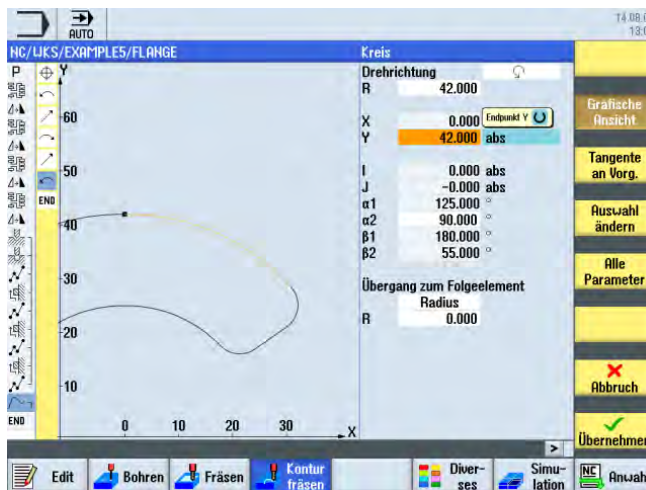 AUTO
NC/WKS/EXAMPLE5/FLANGE
Kreis
P
Y
END
END
60
50
40
30
20
10
0 10 20 30
X
Drehrichtung
R 42.000
X 0.000
Endpunkt Y
Y 42.000 abs
I 0.000 abs
J -0.000 abs
α1 125.000 °
α2 90.000 °
β1 180.000 °
β2 55.000 °
Übergang zum Folgeelement
Radius
R 0.000
Grafische
Ansicht
Tangente
an Vorg.
Auswahl
ändern
Alle
Parameter
Abbruch
Übernehmen
>
Edit
Bohren
Fräsen
Kontur
fräsen
Diver-
ses
Simu-
lation
NC